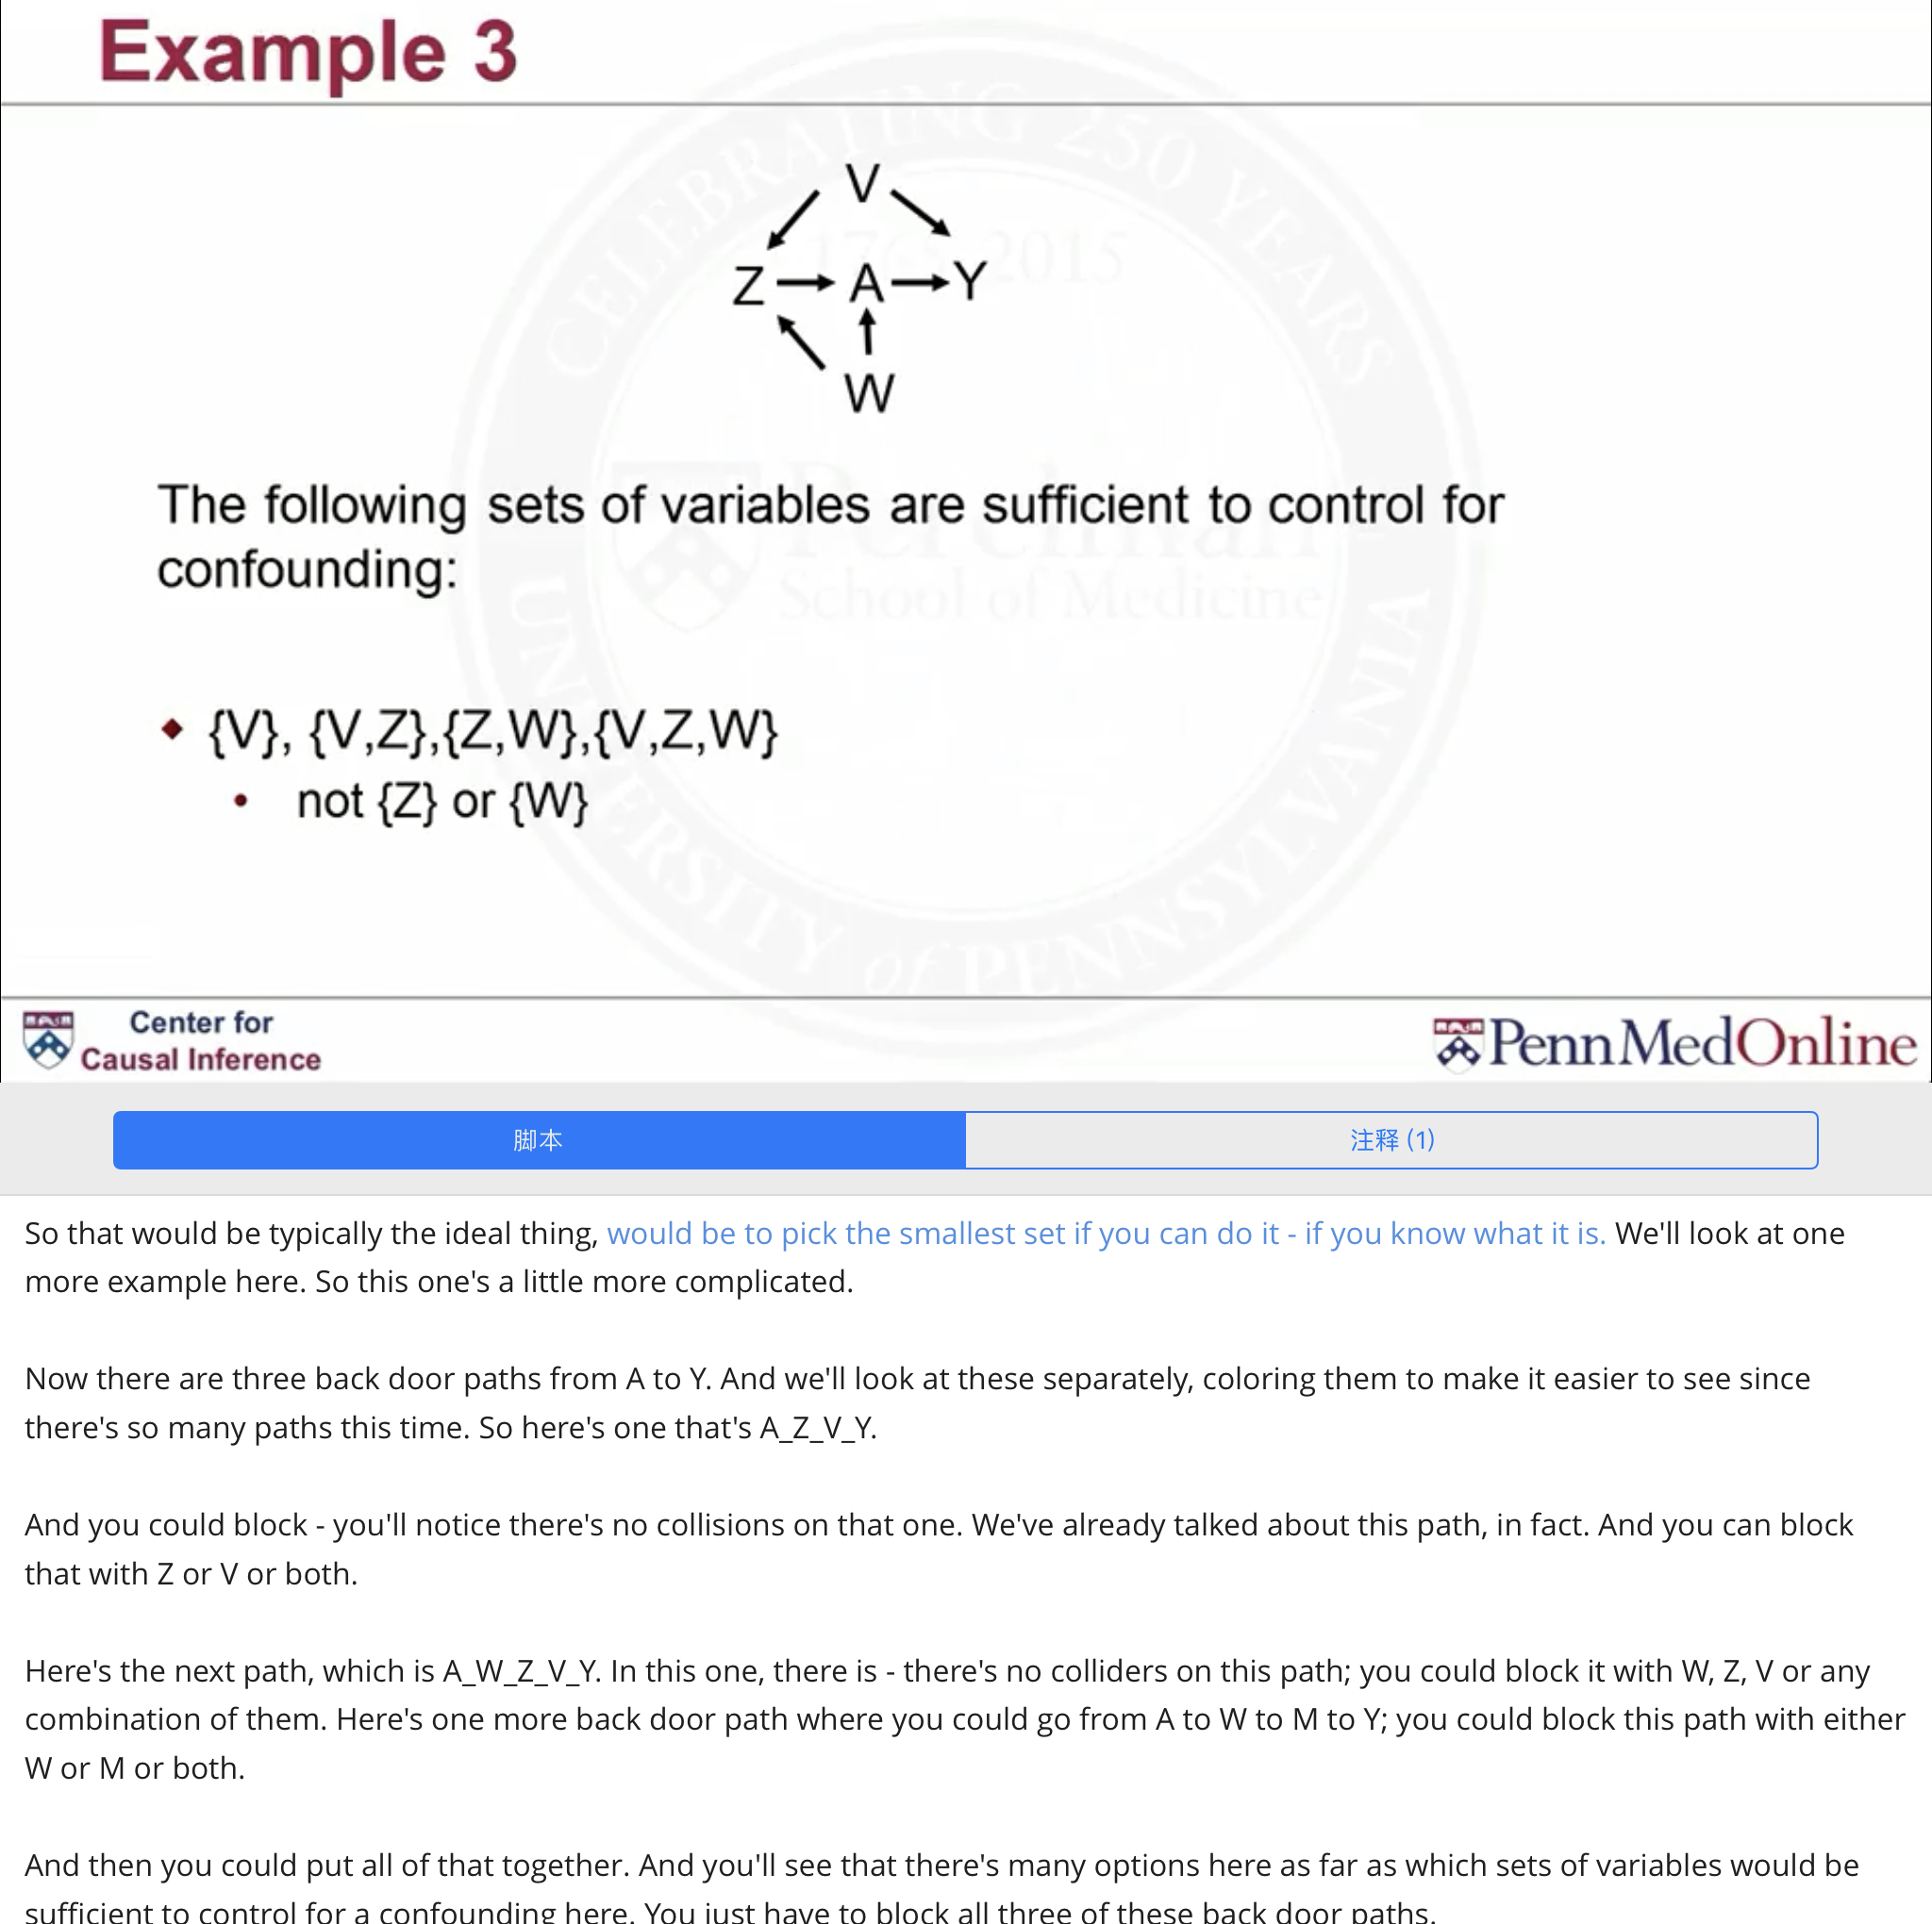 Example 3
V
Z A Y
W
The following sets of variables are sufficient to control for
confounding:
{V}, {V,Z},{Z,W},{V,Z,W}
not {Z} or {W}
CELEBRATING 250 YEARS
2015
Perelman
School of Medicine
UNIVERSITY of PENNSYLVANIA
Center for
Causal Inference
PennMedOnline
脚本
注释 (1)
So that would be typically the ideal thing, would be to pick the smallest set if you can do it - if you know what it is. We'll look at one
more example here. So this one's a little more complicated.
Now there are three back door paths from A to Y. And we'll look at these separately, coloring them to make it easier to see since
there's so many paths this time. So here's one that's A_Z_V_Y.
And you could block - you'll notice there's no collisions on that one. We've already talked about this path, in fact. And you can block
that with Z or V or both.
Here's the next path, which is A_W_Z_V_Y. In this one, there is - there's no colliders on this path; you could block it with W, Z, V or any
combination of them. Here's one more back door path where you could go from A to W to M to Y; you could block this path with either
W or M or both.
And then you could put all of that together. And you'll see that there's many options here as far as which sets of variables would be
sufficient to control for a confounding here. You just have to block all three of these back door paths.